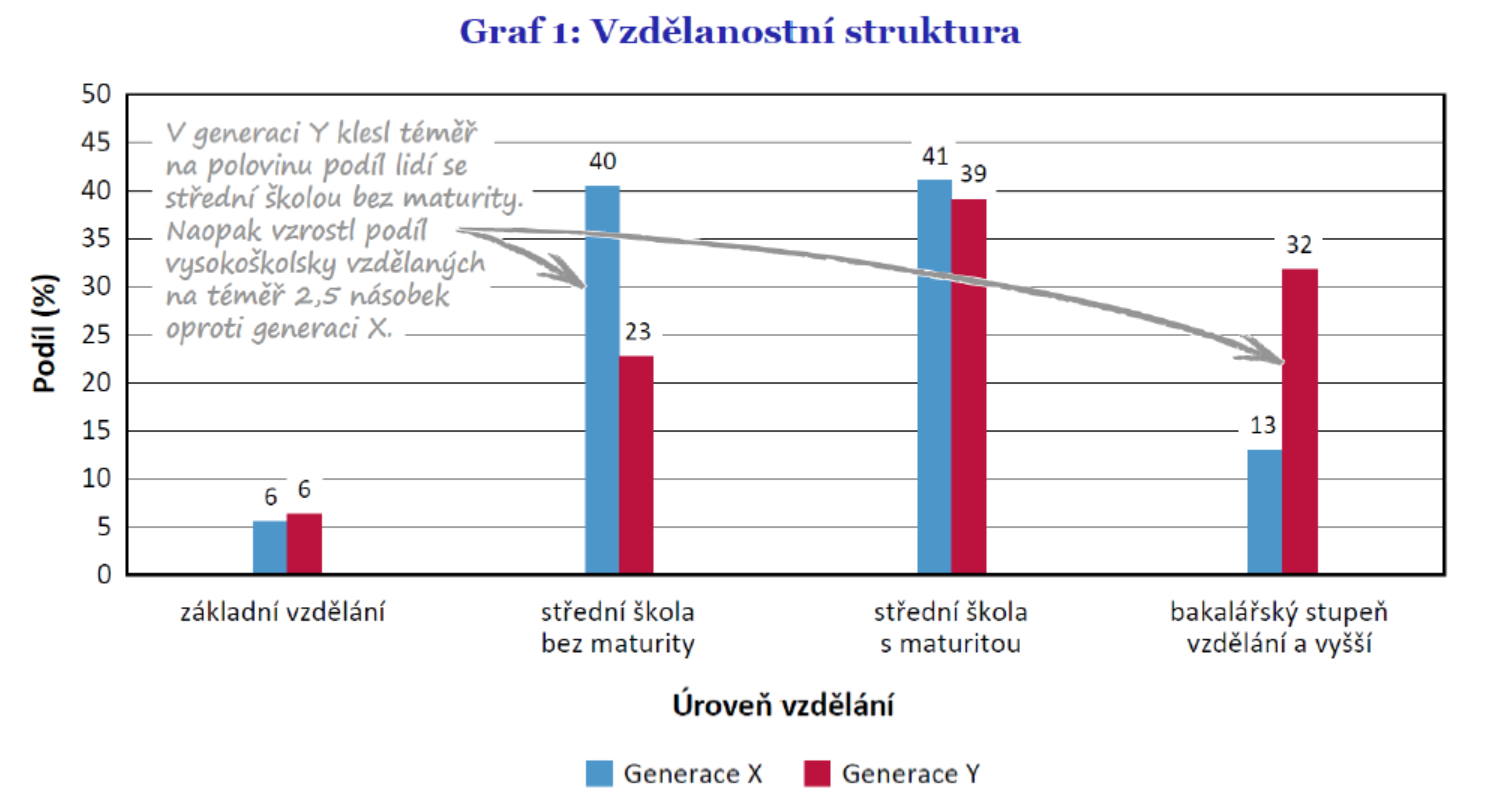 Graf 1: Vzdělanostní struktura
50
45
40
35
30
25
20
15
10
5
0
Podíl (%)
V generaci Y klesl téměř
na polovinu podíl lidí se
střední školou bez maturity.
Naopak vzrostl podíl
vysokoškolsky vzdělaných
na téměř 2,5 násobek
oproti generaci X.
6 6
40
23
41
39
13
32
základní vzdělání
střední škola
bez maturity
střední škola
s maturitou
bakalářský stupeň
vzdělání a vyšší
Úroveň vzdělání
Generace X
Generace Y